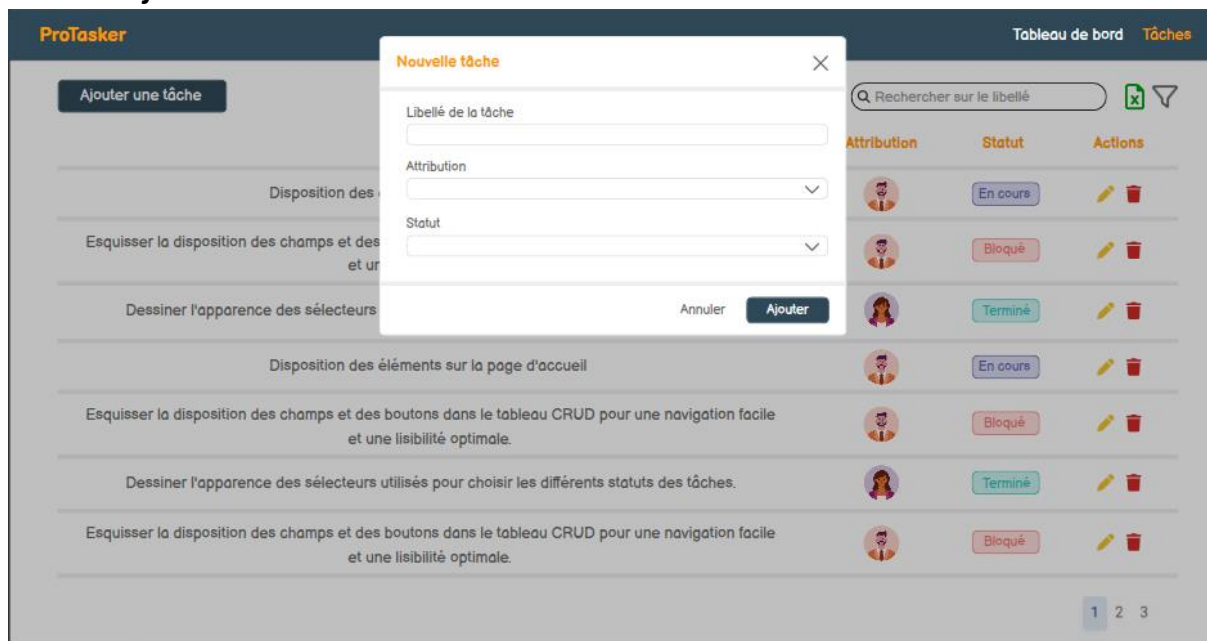 ProTasker
Tableau de bord Tâches
Nouvelle tâche
Libellé de la tâche
Attribution
Statut
Annuler Ajouter
Ajouter une tâche
Rechercher sur le libellé
Attribution Statut Actions
Disposition des
En cours
Esquisser la disposition des champs et des
et un
Bloqué
Dessiner l'apparence des sélecteurs
Terminé
Disposition des éléments sur la page d'accueil
En cours
Esquisser la disposition des champs et des boutons dans le tableau CRUD pour une navigation facile
et une lisibilité optimale.
Bloqué
Dessiner l'apparence des sélecteurs utilisés pour choisir les différents statuts des tâches.
Terminé
Esquisser la disposition des champs et des boutons dans le tableau CRUD pour une navigation facile
et une lisibilité optimale.
Bloqué
1 2 3